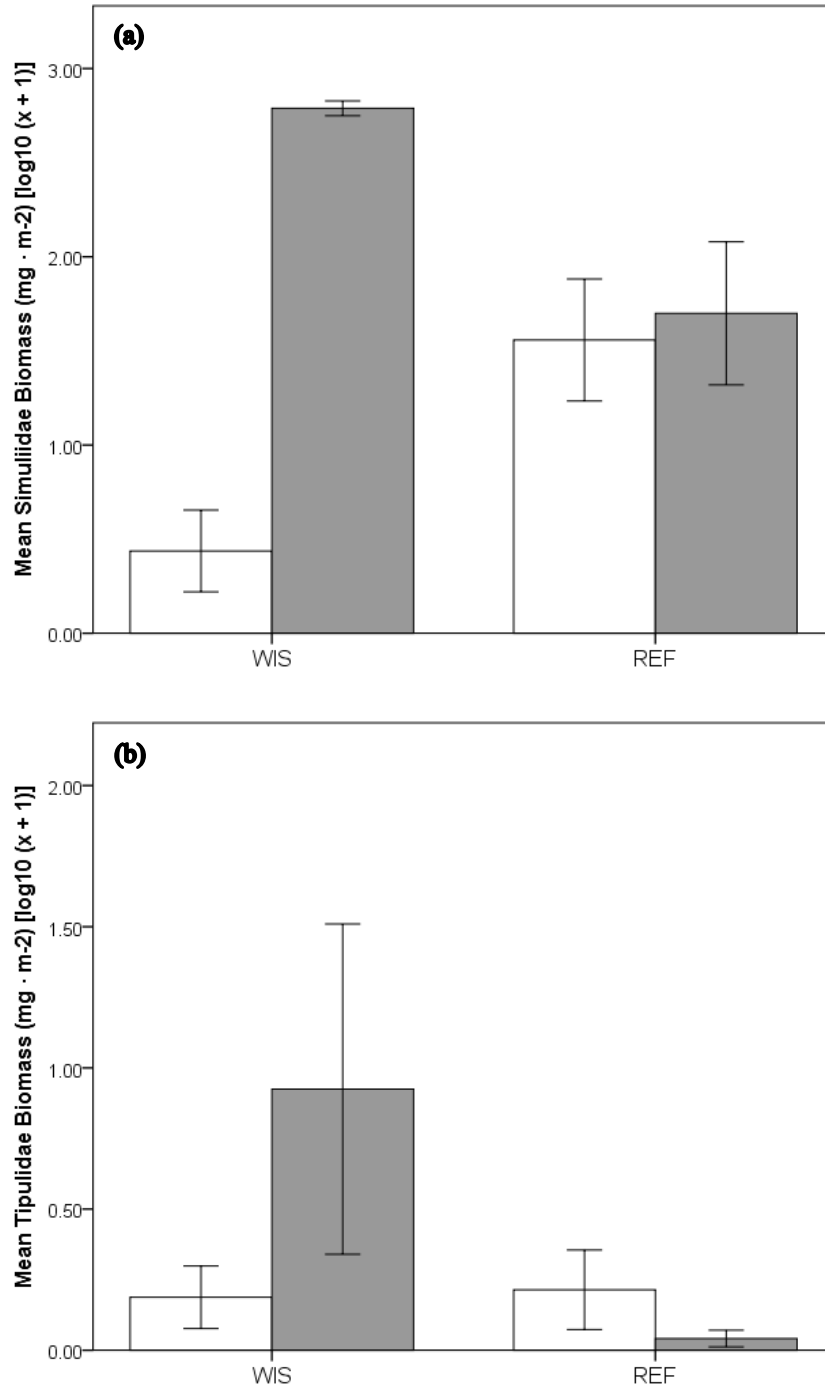 (a)
Mean Simuliidae Biomass (mg · m-2) [log10 (x + 1)]
3.00
2.00
1.00
0.00
WIS
REF
(b)
Mean Tipulidae Biomass (mg · m-2) [log10 (x + 1)]
2.00
1.50
1.00
0.50
0.00
WIS
REF